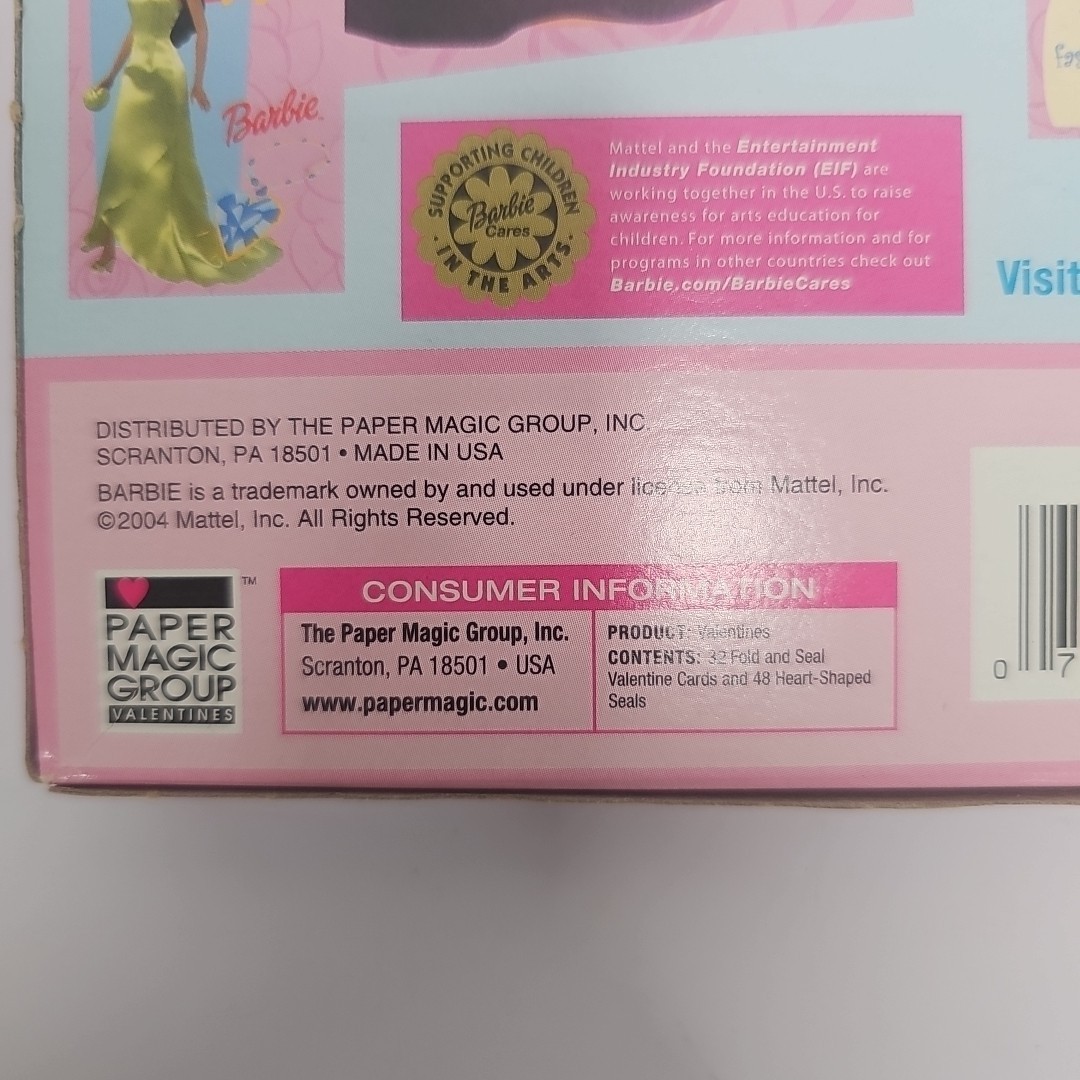 Barbie
SUPPORTING CHILDREN
Barbie
Cares
• IN THE ARTS •
Mattel and the Entertainment
Industry Foundation (EIF) are
working together in the U.S. to raise
awareness for arts education for
children. For more information and for
programs in other countries check out
Barbie.com/BarbieCares
Visit
DISTRIBUTED BY THE PAPER MAGIC GROUP, INC.
SCRANTON, PA 18501 • MADE IN USA
BARBIE is a trademark owned by and used under license from Mattel, Inc.
©2004 Mattel, Inc. All Rights Reserved.
PAPER
MAGIC
GROUP
VALENTINES
TM
CONSUMER INFORMATION
The Paper Magic Group, Inc.
Scranton, PA 18501 • USA
www.papermagic.com
PRODUCT: Valentines
CONTENTS: 32 Fold and Seal
Valentine Cards and 48 Heart-Shaped
Seals
0 7